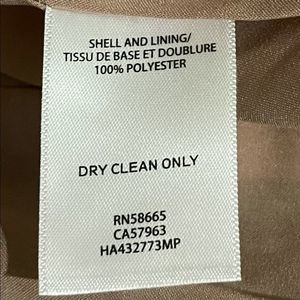 SHELL AND LINING/
TISSU DE BASE ET DOUBLURE
100% POLYESTER
DRY CLEAN ONLY
RN58665
CA57963
HA432773MP